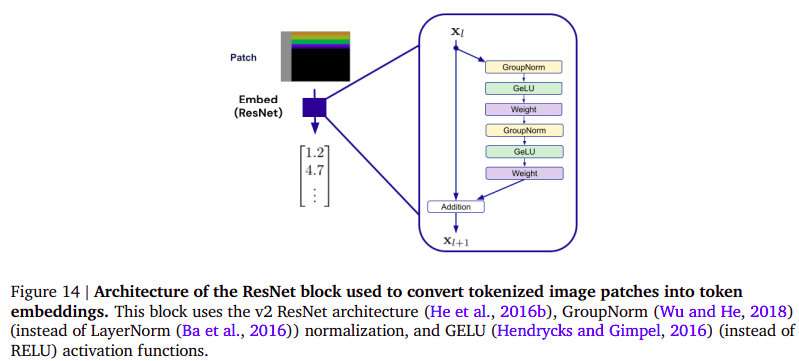 Patch
Embed
(ResNet)
[1.2
4.7
⋮]
x_l
GroupNorm
GeLU
Weight
GroupNorm
GeLU
Weight
Addition
x_{l+1}
Figure 14 | Architecture of the ResNet block used to convert tokenized image patches into token
embeddings. This block uses the v2 ResNet architecture (He et al., 2016b), GroupNorm (Wu and He, 2018)
(instead of LayerNorm (Ba et al., 2016)) normalization, and GELU (Hendrycks and Gimpel, 2016) (instead of
RELU) activation functions.